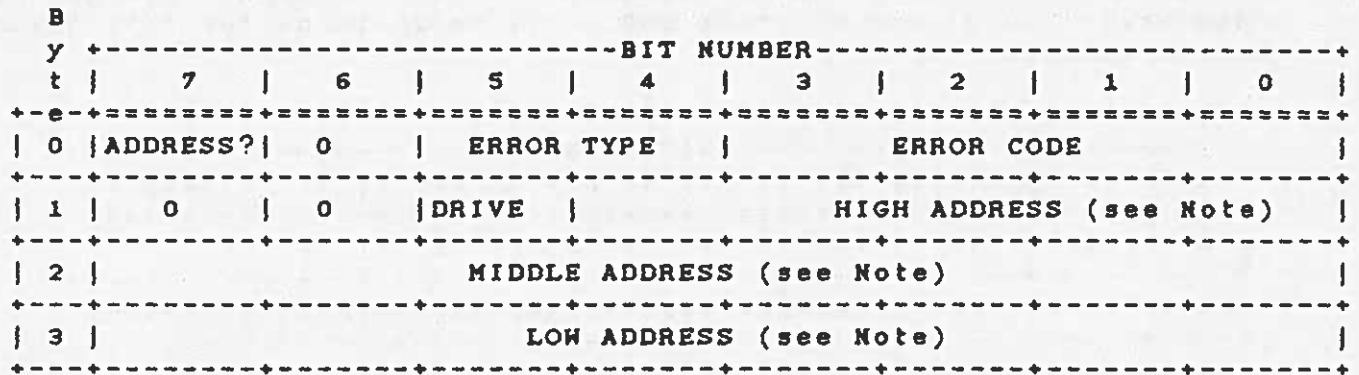 B
y +----------------------------BIT NUMBER-----------------------------+
t | 7 | 6 | 5 | 4 | 3 | 2 | 1 | 0 |
+-e-+========+========+=======+=======+=======+=======+=======+========+
| 0 |ADDRESS?| 0 | ERROR TYPE | ERROR CODE |
+---+--------+--------+-------+-------+-------+-------+-------+--------+
| 1 | 0 | 0 |DRIVE | HIGH ADDRESS (see Note) |
+---+--------+--------+-------+-------+-------+-------+-------+--------+
| 2 | MIDDLE ADDRESS (see Note) |
+---+--------+--------+-------+-------+-------+-------+-------+--------+
| 3 | LOW ADDRESS (see Note) |
+---+--------+--------+-------+-------+-------+-------+-------+--------+